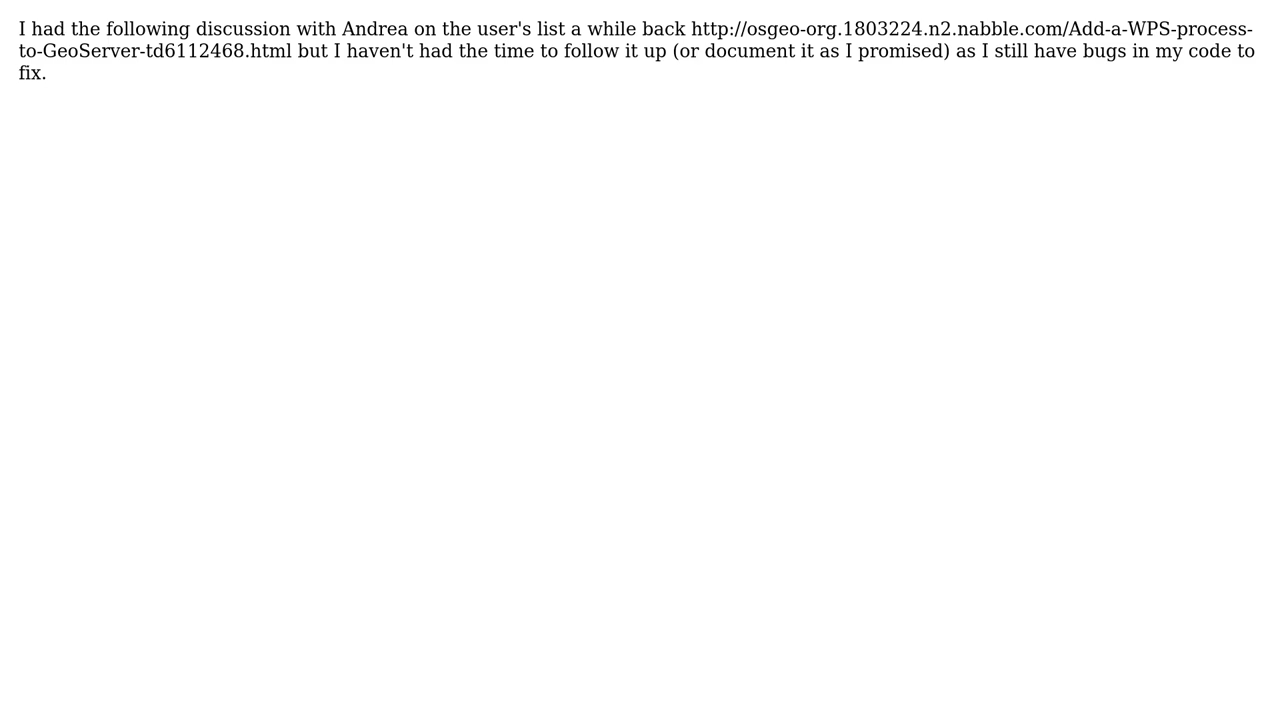 I had the following discussion with Andrea on the user's list a while back http://osgeo-org.1803224.n2.nabble.com/Add-a-WPS-process-
to-GeoServer-td6112468.html but I haven't had the time to follow it up (or document it as I promised) as I still have bugs in my code to
fix.